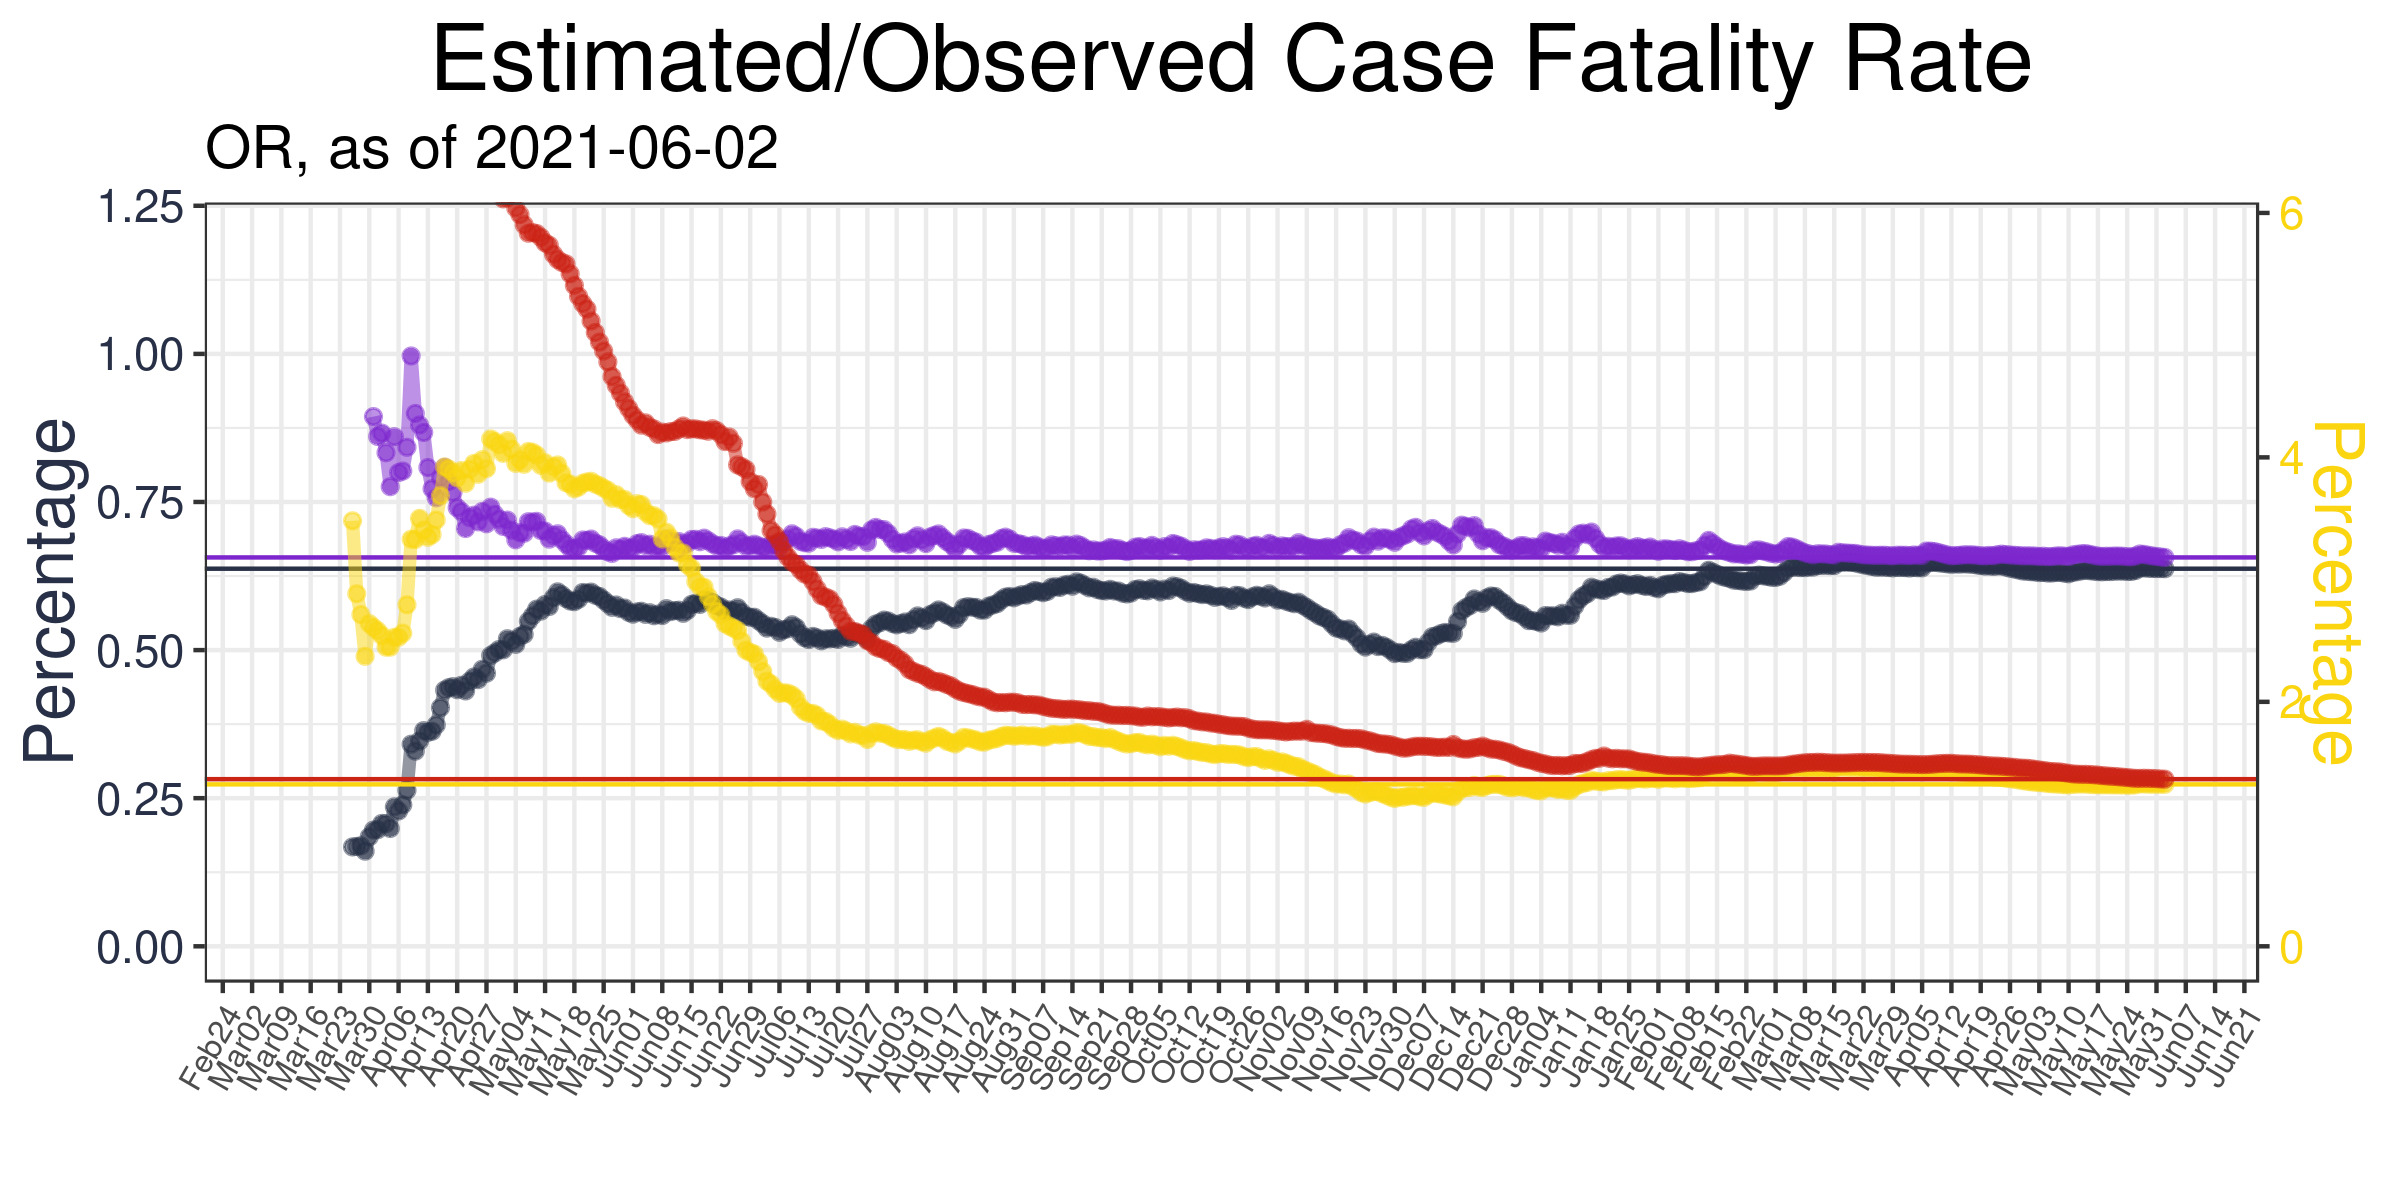 Estimated/Observed Case Fatality Rate
OR, as of 2021-06-02
Percentage
1.25
1.00
0.75
0.50
0.25
0.00
6
4
2
0
Percentage
Feb24
Mar02
Mar09
Mar16
Mar23
Mar30
Apr06
Apr13
Apr20
Apr27
May04
May11
May18
May25
Jun01
Jun08
Jun15
Jun22
Jun29
Jul06
Jul13
Jul20
Jul27
Aug03
Aug10
Aug17
Aug24
Aug31
Sep07
Sep14
Sep21
Sep28
Oct05
Oct12
Oct19
Oct26
Nov02
Nov09
Nov16
Nov23
Nov30
Dec07
Dec14
Dec21
Dec28
Jan04
Jan11
Jan18
Jan25
Feb01
Feb08
Feb15
Feb22
Mar01
Mar08
Mar15
Mar22
Mar29
Apr05
Apr12
Apr19
Apr26
May03
May10
May17
May24
May31
Jun07
Jun14
Jun21